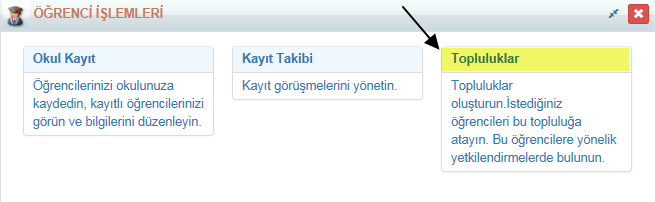 ÖĞRENCİ İŞLEMLERİ
Okul Kayıt
Öğrencilerinizi okulunuza
kaydedin, kayıtlı öğrencilerinizi
görün ve bilgilerini düzenleyin.
Kayıt Takibi
Kayıt görüşmelerini yönetin.
Topluluklar
Topluluklar
oluşturun.İstediğiniz
öğrencileri bu topluluğa
atayın. Bu öğrencilere yönelik
yetkilendirmelerde bulunun.